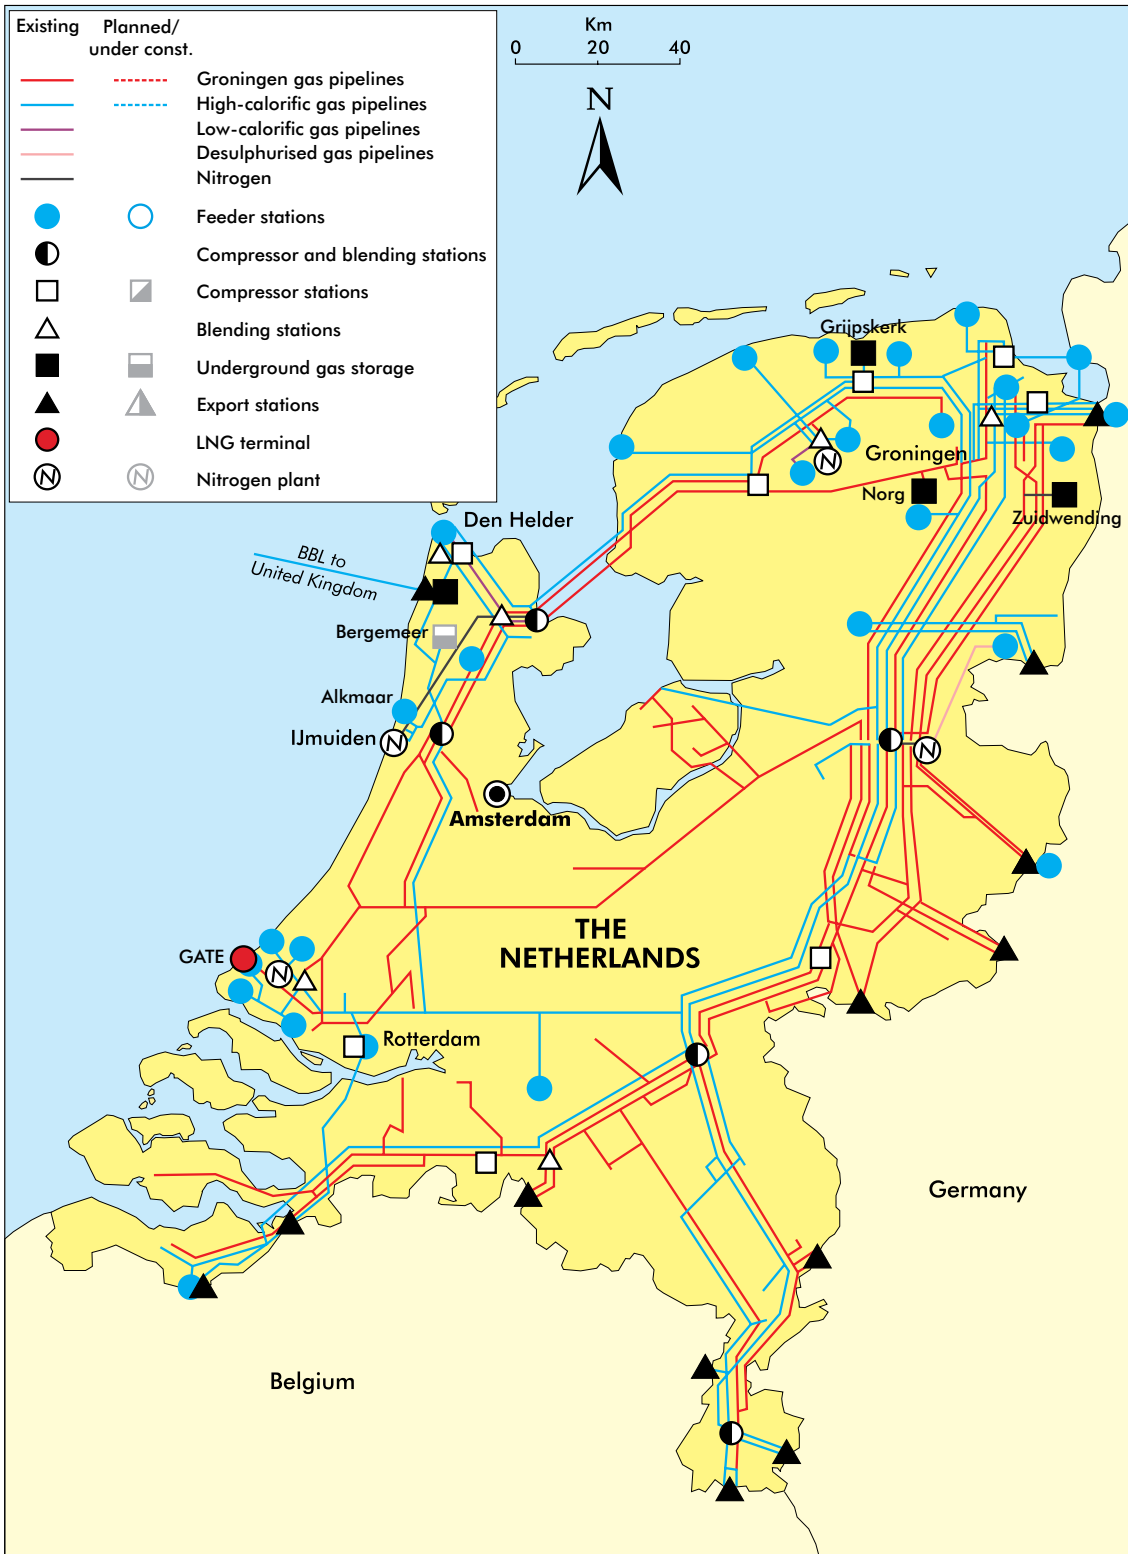 Existing
Planned/
under const.
Groningen gas pipelines
High-calorific gas pipelines
Low-calorific gas pipelines
Desulphurised gas pipelines
Nitrogen
Feeder stations
Compressor and blending stations
Compressor stations
Blending stations
Underground gas storage
Export stations
LNG terminal
N N Nitrogen plant
Km
0 20 40
N
Grijpskerk
Groningen
N
Norg
Zuidwending
Den Helder
BBL to
United Kingdom
Bergemeer
Alkmaar
IJmuiden
N
N
Amsterdam
THE
NETHERLANDS
GATE
N
Rotterdam
Germany
Belgium